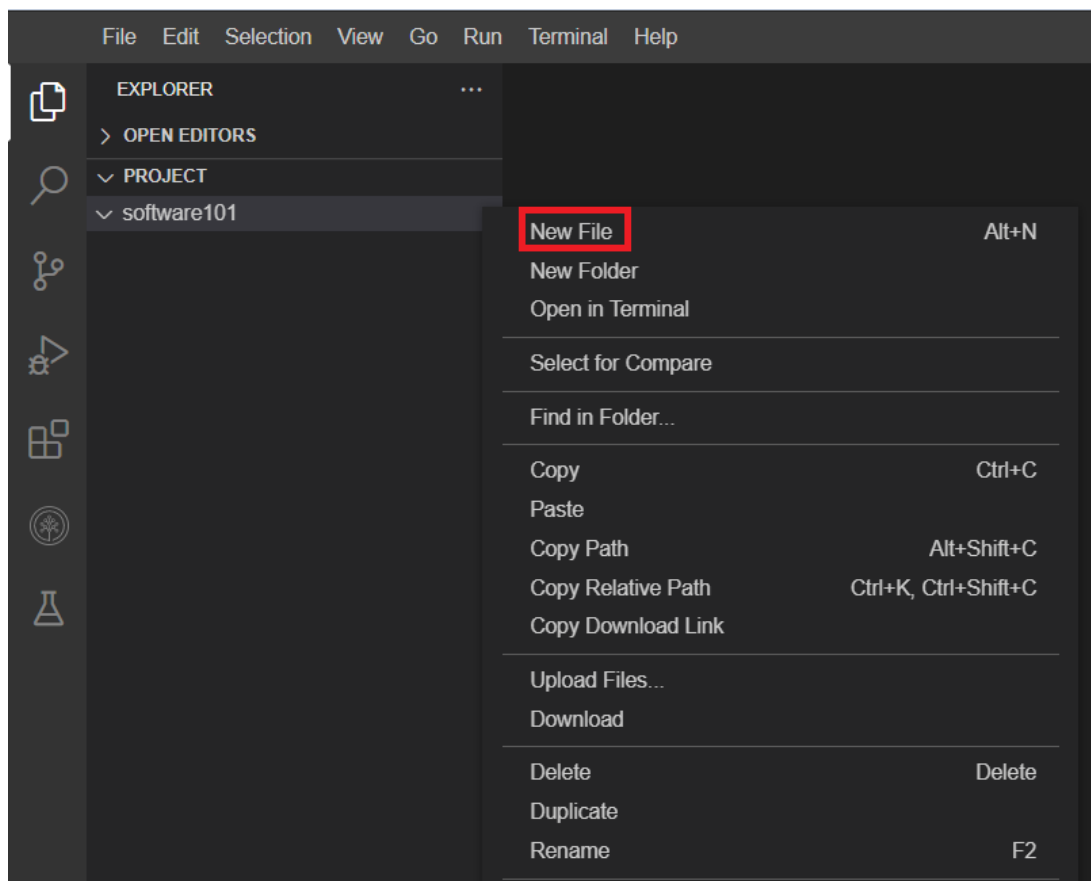 File Edit Selection View Go Run Terminal Help
EXPLORER ...
OPEN EDITORS
PROJECT
software101
New File Alt+N
New Folder
Open in Terminal
Select for Compare
Find in Folder...
Copy Ctrl+C
Paste
Copy Path Alt+Shift+C
Copy Relative Path Ctrl+K, Ctrl+Shift+C
Copy Download Link
Upload Files...
Download
Delete Delete
Duplicate
Rename F2